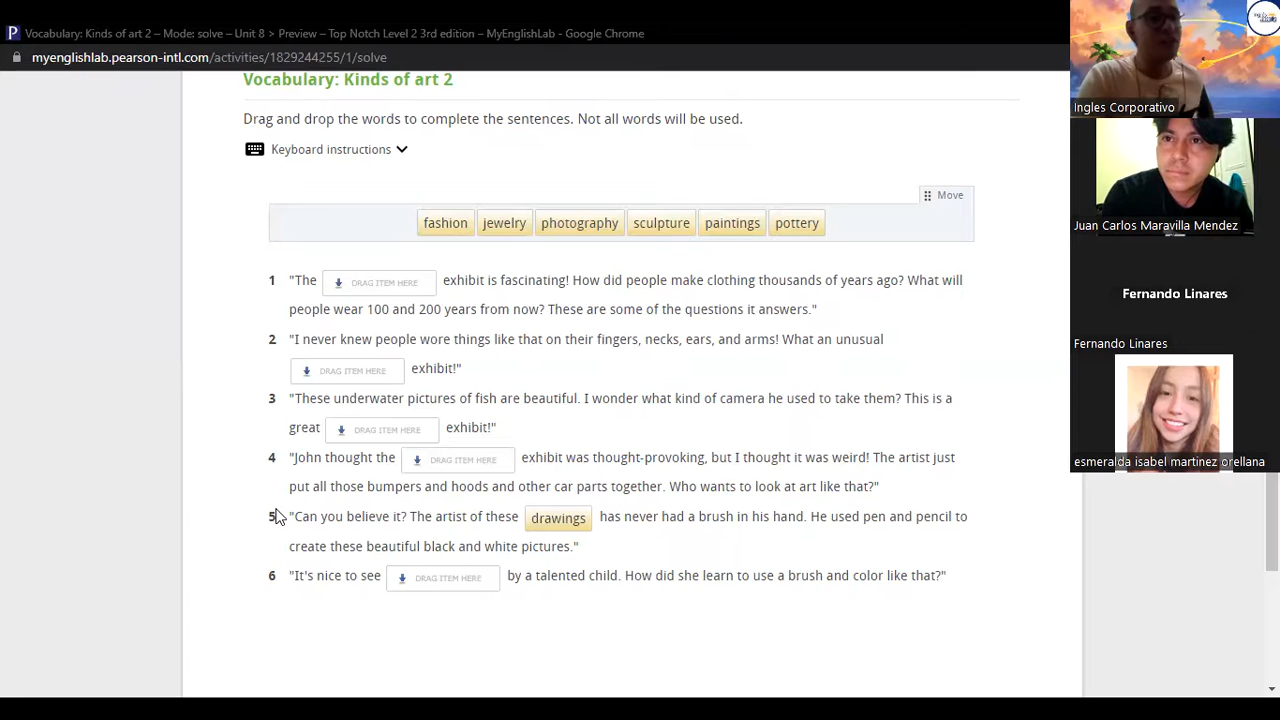 Vocabulary: Kinds of art 2 – Mode: solve – Unit 8 > Preview – Top Notch Level 2 3rd edition – MyEnglishLab - Google Chrome
myenglishlab.pearson-intl.com/activities/1829244255/1/solve
Vocabulary: Kinds of art 2
Drag and drop the words to complete the sentences. Not all words will be used.
Keyboard instructions
Move
fashion jewelry photography sculpture paintings pottery
1 "The DRAG ITEM HERE exhibit is fascinating! How did people make clothing thousands of years ago? What will
people wear 100 and 200 years from now? These are some of the questions it answers."
2 "I never knew people wore things like that on their fingers, necks, ears, and arms! What an unusual
DRAG ITEM HERE exhibit!"
3 "These underwater pictures of fish are beautiful. I wonder what kind of camera he used to take them? This is a
great DRAG ITEM HERE exhibit!"
4 "John thought the DRAG ITEM HERE exhibit was thought-provoking, but I thought it was weird! The artist just
put all those bumpers and hoods and other car parts together. Who wants to look at art like that?"
5 "Can you believe it? The artist of these drawings has never had a brush in his hand. He used pen and pencil to
create these beautiful black and white pictures."
6 "It's nice to see DRAG ITEM HERE by a talented child. How did she learn to use a brush and color like that?"
Ingles Corporativo
Juan Carlos Maravilla Mendez
Fernando Linares
Fernando Linares
esmeralda isabel martinez orellana